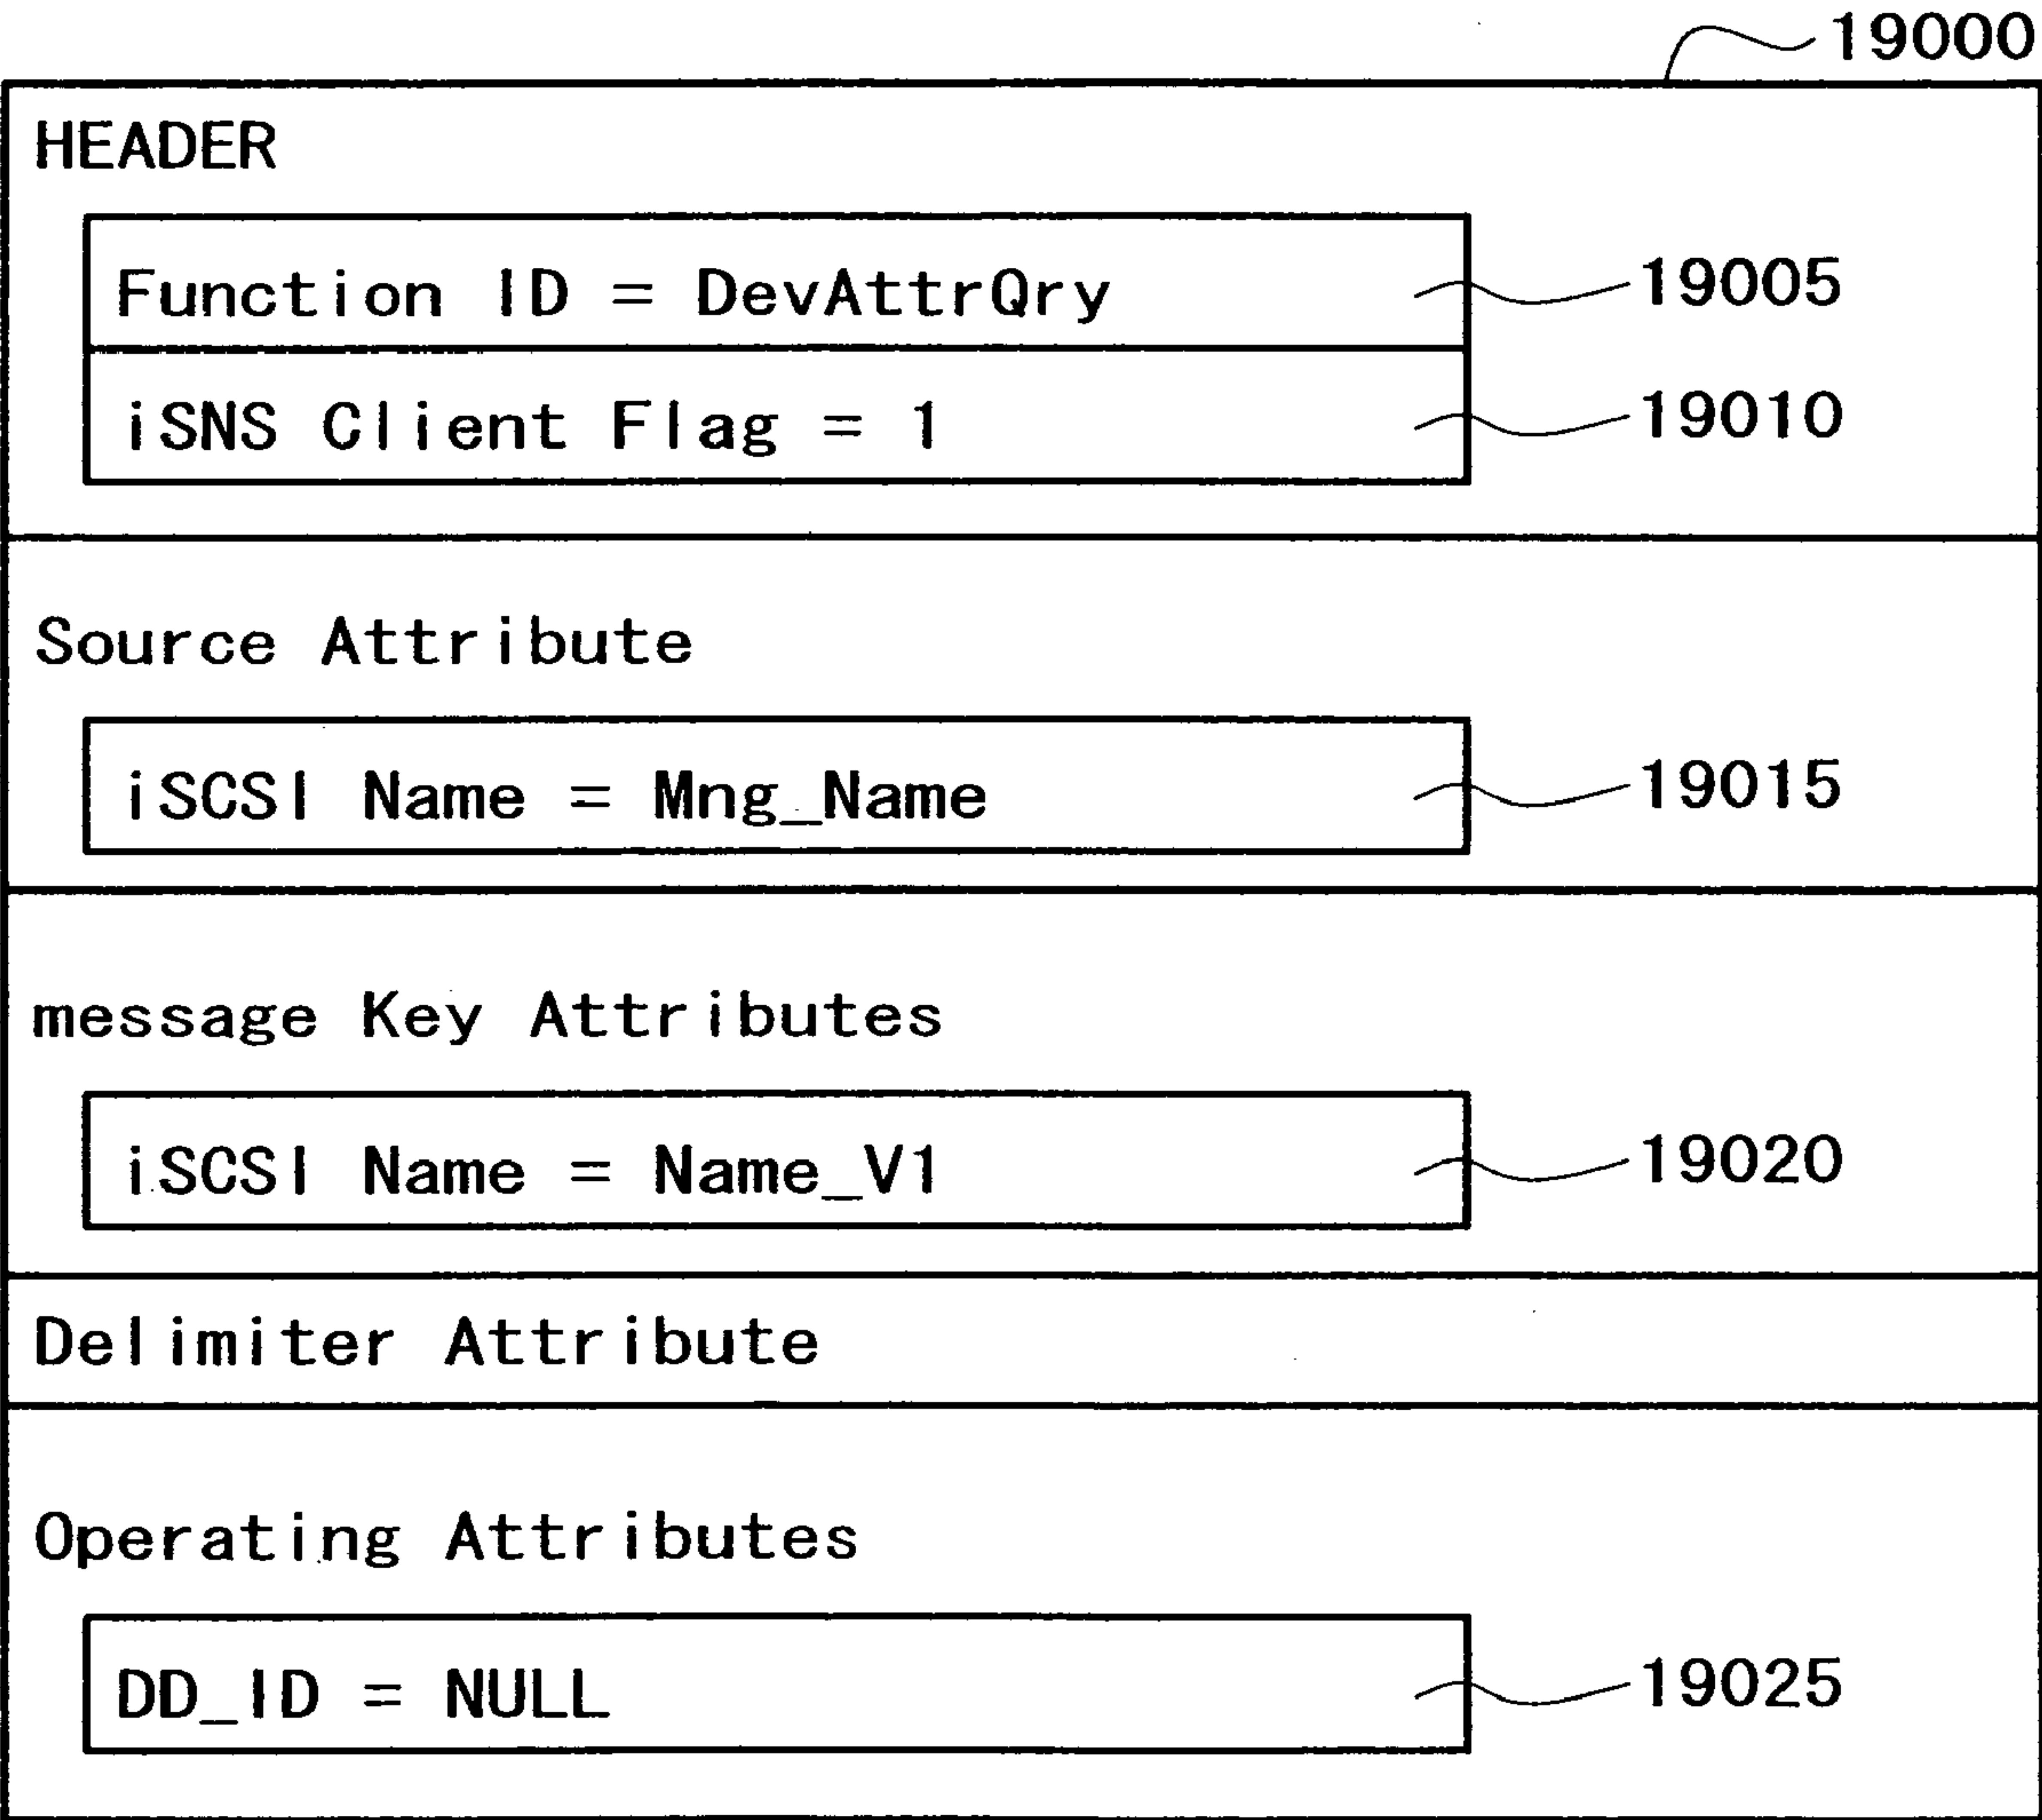 19000
HEADER
Function ID = DevAttrQry
19005
iSNS Client Flag = 1
19010
Source Attribute
iSCSI Name = Mng_Name
19015
message Key Attributes
iSCSI Name = Name_V1
19020
Delimiter Attribute
Operating Attributes
DD_ID = NULL
19025